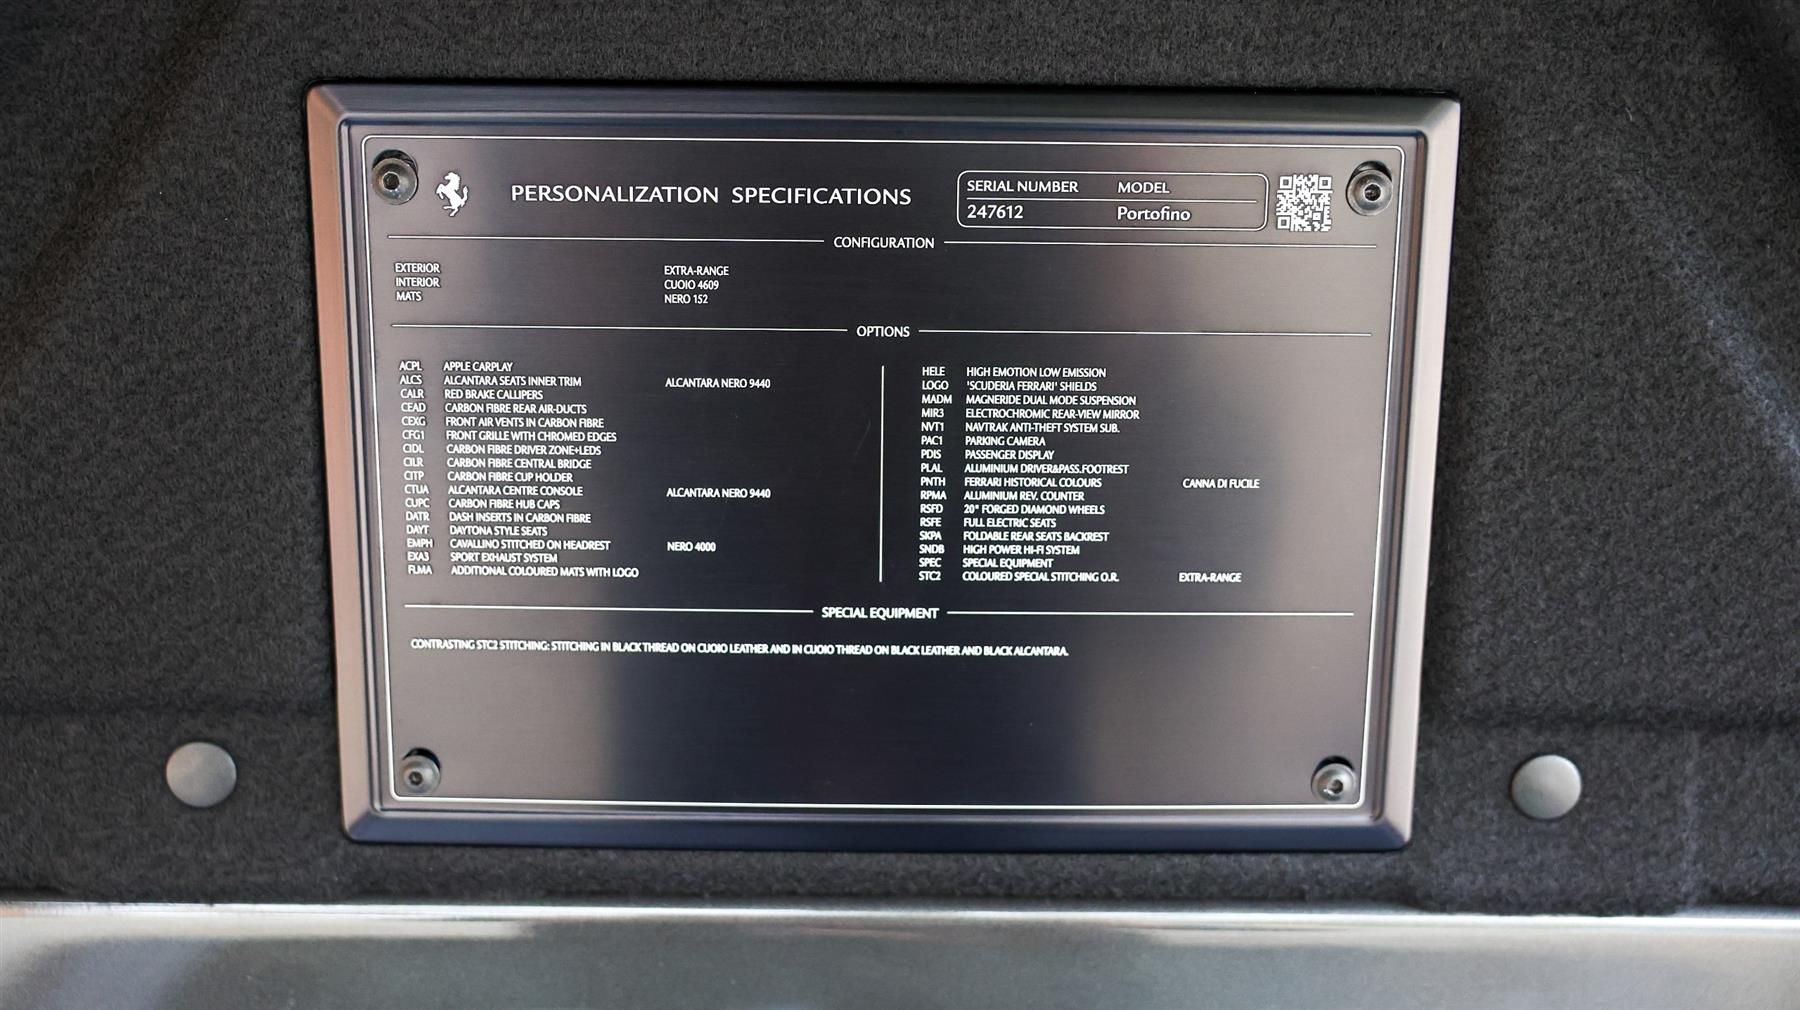 PERSONALIZATION SPECIFICATIONS
SERIAL NUMBER MODEL
247612 Portofino
CONFIGURATION
EXTERIOR EXTRA-RANGE
INTERIOR CUOIO 4609
MATS NERO 152
OPTIONS
ACPL APPLE CARPLAY
ALCS ALCANTARA SEATS INNER TRIM ALCANTARA NERO 9440
CALR RED BRAKE CALLIPERS
CEAD CARBON FIBRE REAR AIR-DUCTS
CEXG FRONT AIR VENTS IN CARBON FIBRE
CFG1 FRONT GRILLE WITH CHROMED EDGES
CIDL CARBON FIBRE DRIVER ZONE+LEDS
CILR CARBON FIBRE CENTRAL BRIDGE
CITP CARBON FIBRE CUP HOLDER
CTUA ALCANTARA CENTRE CONSOLE ALCANTARA NERO 9440
CUPC CARBON FIBRE HUB CAPS
DATR DASH INSERTS IN CARBON FIBRE
DAYT DAYTONA STYLE SEATS
EMPH CAVALLINO STITCHED ON HEADREST NERO 4000
EXA3 SPORT EXHAUST SYSTEM
FLMA ADDITIONAL COLOURED MATS WITH LOGO
HELE HIGH EMOTION LOW EMISSION
LOGO 'SCUDERIA FERRARI' SHIELDS
MADM MAGNERIDE DUAL MODE SUSPENSION
MIR3 ELECTROCHROMIC REAR-VIEW MIRROR
NVT1 NAVTRAK ANTI-THEFT SYSTEM SUB.
PAC1 PARKING CAMERA
PDIS PASSENGER DISPLAY
PLAL ALUMINIUM DRIVER&PASS.FOOTREST
PNTH FERRARI HISTORICAL COLOURS CANNA DI FUCILE
RPMA ALUMINIUM REV. COUNTER
RSFD 20" FORGED DIAMOND WHEELS
RSFE FULL ELECTRIC SEATS
SKPA FOLDABLE REAR SEATS BACKREST
SNDB HIGH POWER HI-FI SYSTEM
SPEC SPECIAL EQUIPMENT
STC2 COLOURED SPECIAL STITCHING O.R. EXTRA-RANGE
SPECIAL EQUIPMENT
CONTRASTING STC2 STITCHING: STITCHING IN BLACK THREAD ON CUOIO LEATHER AND IN CUOIO THREAD ON BLACK LEATHER AND BLACK ALCANTARA.